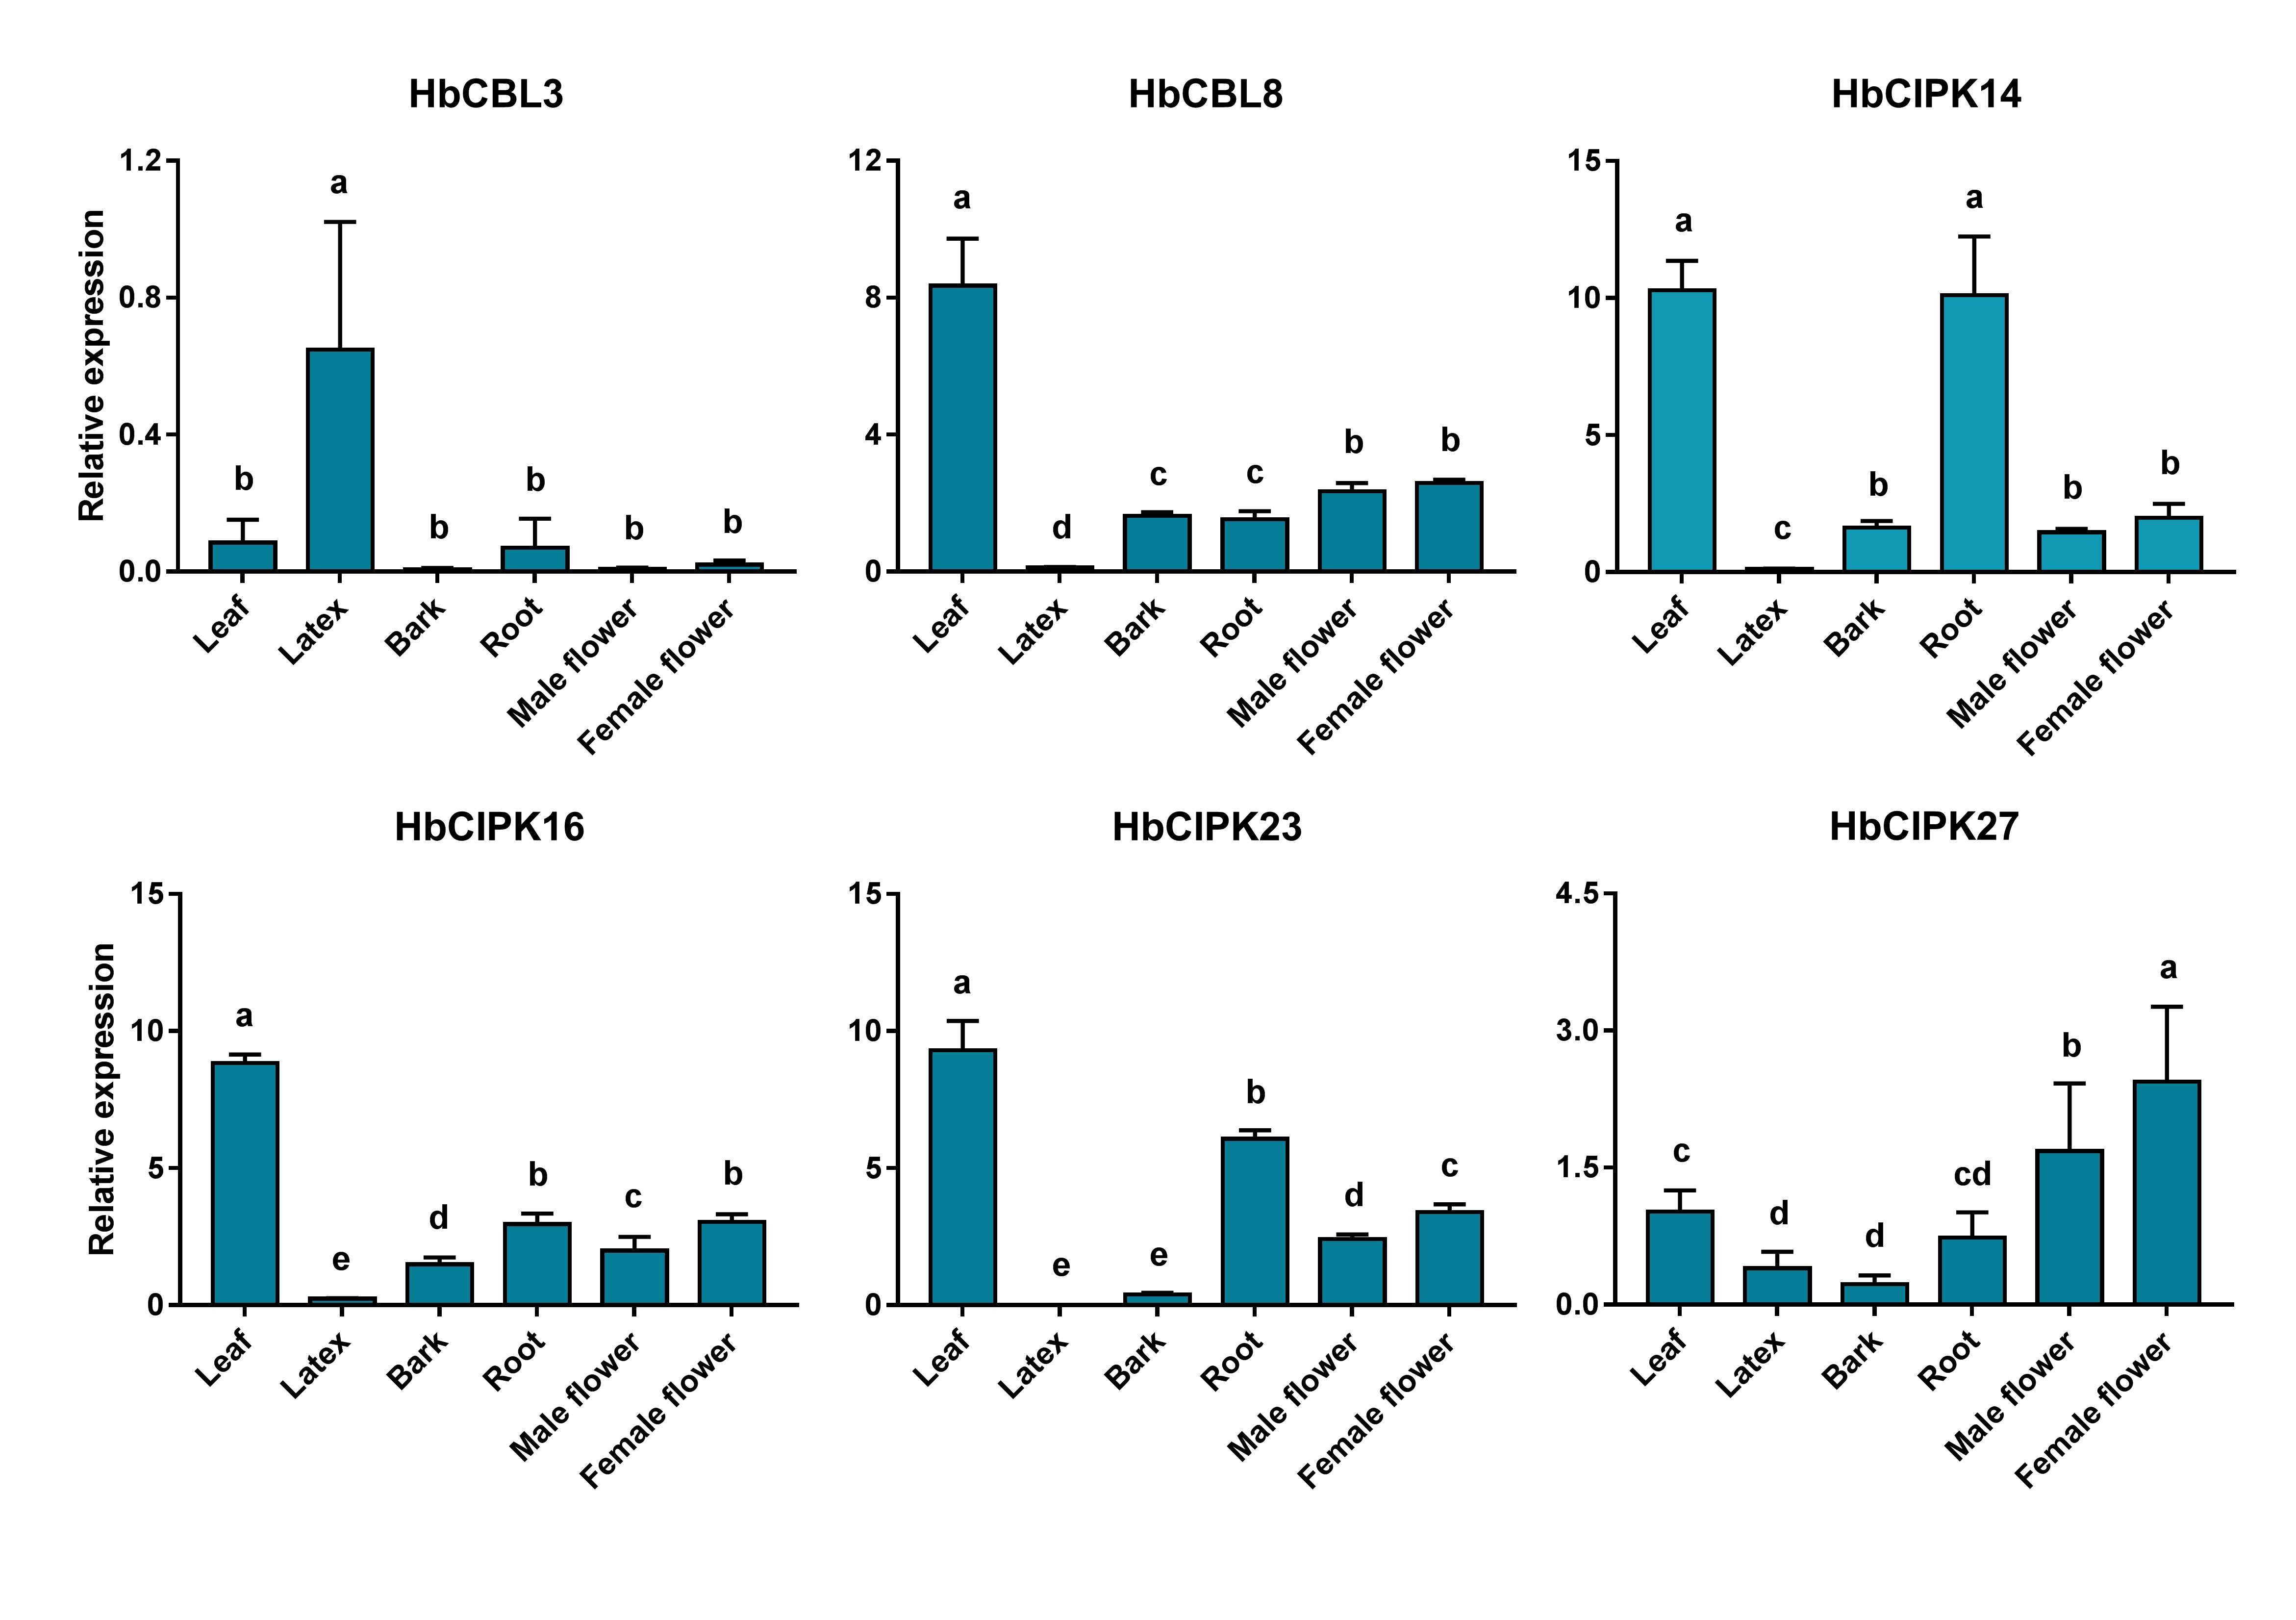 HbCBL3
HbCBL8
HbCIPK14
Relative expression
1.2
0.8
0.4
0.0
a
b
b
b
b
b
Leaf
Latex
Bark
Root
Male flower
Female flower
12
8
4
0
a
d
c
c
b
b
Leaf
Latex
Bark
Root
Male flower
Female flower
15
10
5
0
a
c
b
a
b
b
Leaf
Latex
Bark
Root
Male flower
Female flower
HbCIPK16
HbCIPK23
HbCIPK27
Relative expression
15
10
5
0
a
e
d
b
c
b
Leaf
Latex
Bark
Root
Male flower
Female flower
15
10
5
0
a
e
e
b
d
c
Leaf
Latex
Bark
Root
Male flower
Female flower
4.5
3.0
1.5
0.0
c
d
d
cd
b
a
Leaf
Latex
Bark
Root
Male flower
Female flower